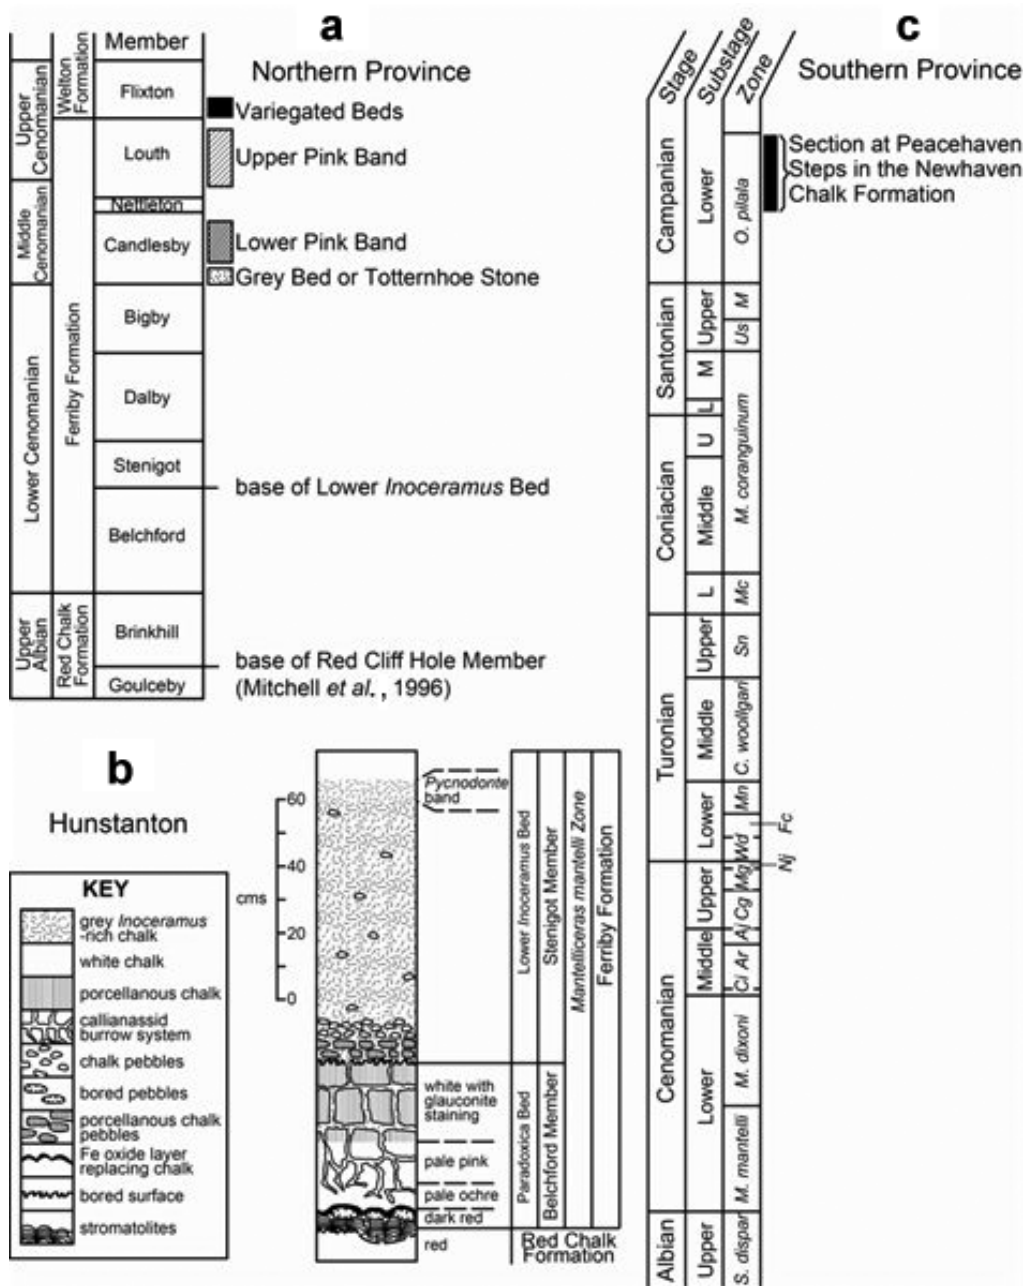 a
Northern Province
Member
Upper
Cenomanian
Middle
Cenomanian
Lower Cenomanian
Upper
Albian
Welton
Formation
Ferriby Formation
Red Chalk
Formation
Flixton
Louth
Nettleton
Candlesby
Bigby
Dalby
Stenigot
Belchford
Brinkhill
Goulceby
Variegated Beds
Upper Pink Band
Lower Pink Band
Grey Bed or Totternhoe Stone
base of Lower Inoceramus Bed
base of Red Cliff Hole Member
(Mitchell et al. , 1996)
b
Hunstanton
KEY
grey Inoceramus
-rich chalk
white chalk
porcellanous chalk
callianassid
burrow system
chalk pebbles
bored pebbles
porcellanous chalk
pebbles
Fe oxide layer
replacing chalk
bored surface
stromatolites
60
40
cms
20
0
Pycnodonte
band
white with
glauconite
staining
pale pink
pale ochre
dark red
red
Lower Inoceramus Bed
Paradoxica Bed
Stenigot Member
Belchford Member
Mantelliceras mantelli Zone
Ferriby Formation
Red Chalk
Formation
c
Southern Province
Stage
Substage
Zone
Campanian
Santonian
Coniacian
Turonian
Cenomanian
Albian
Lower
Upper
M
L
U
Middle
L
Upper
Middle
Lower
Upper
Middle
Lower
Upper
O. pilala
M
Us
M. coranguinum
Mc
Sn
C. woollgari
Mn
Fc
Wd
Nj
Mg
Cg
Aj
Ar
Ci
M. dixoni
M. mantelli
S. dispar
Section at Peacehaven
Steps in the Newhaven
Chalk Formation